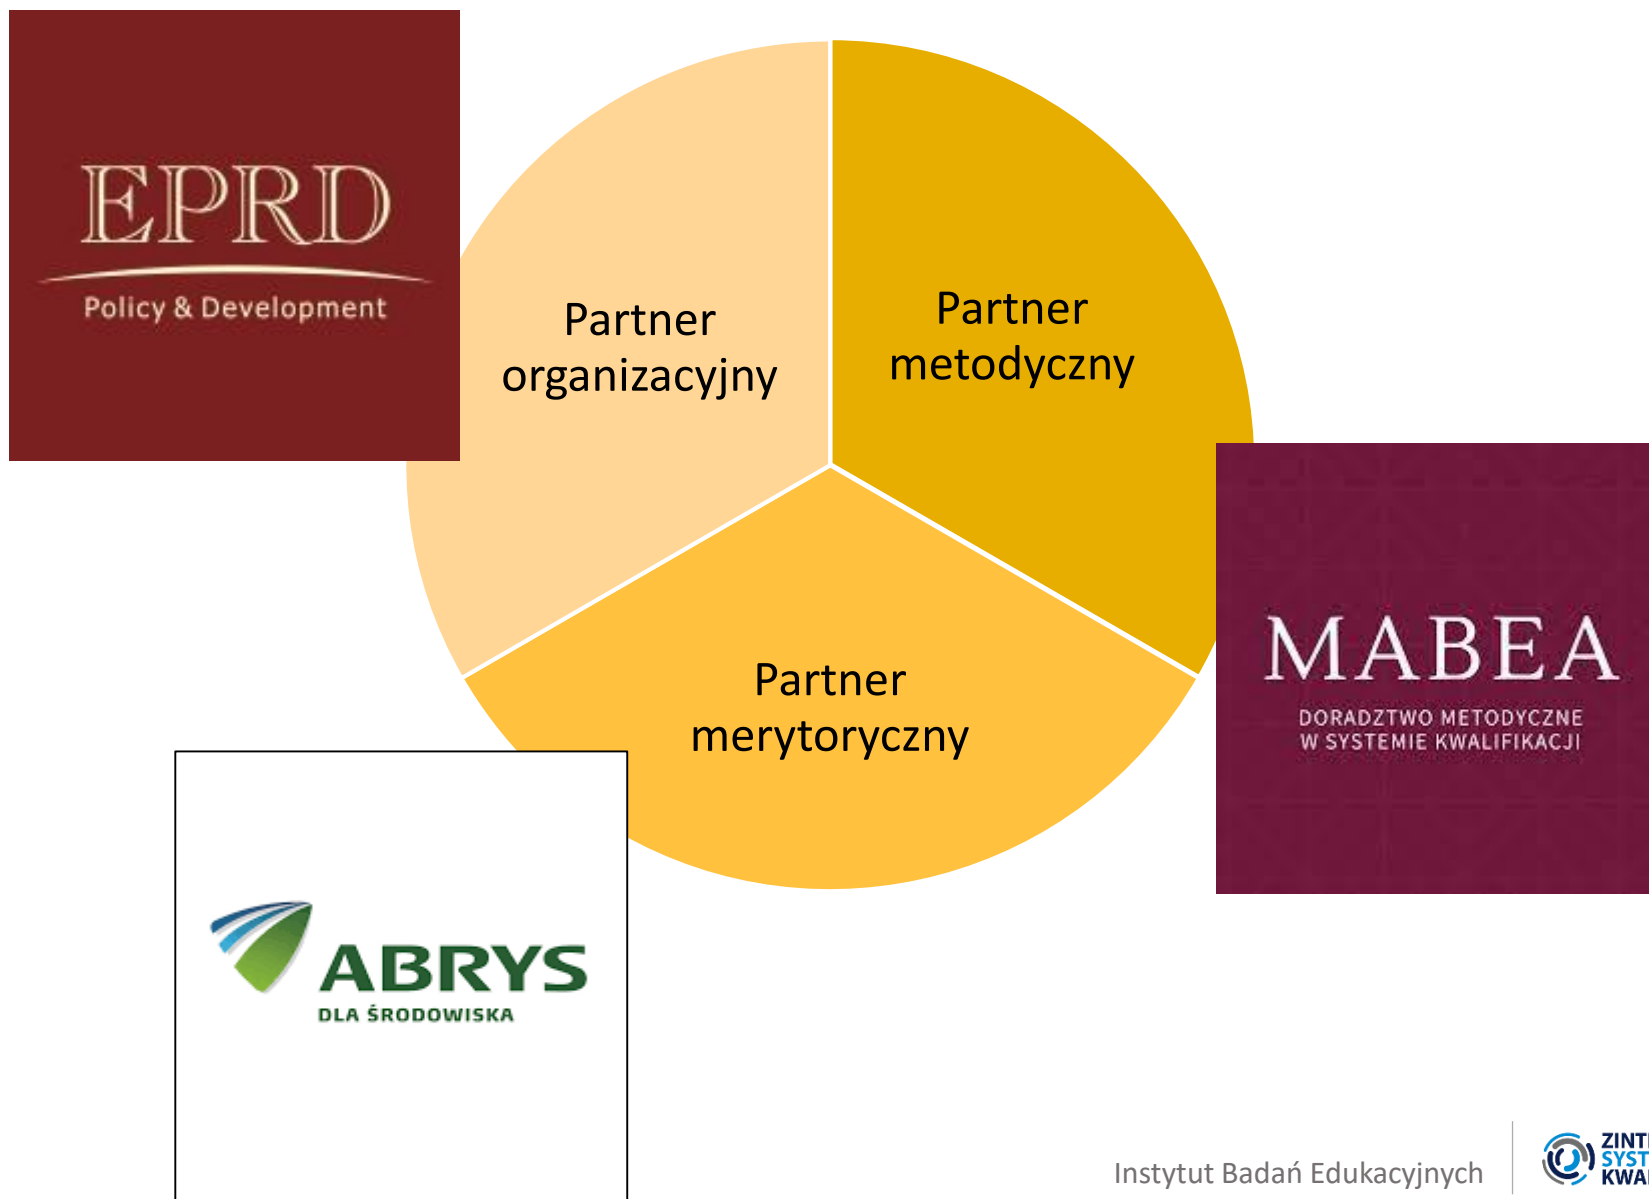 EPRD
Policy & Development
Partner
organizacyjny
Partner
metodyczny
MABEA
DORADZTWO METODYCZNE
W SYSTEMIE KWALIFIKACJI
Partner
merytoryczny
ABRYS
DLA ŚRODOWISKA
Instytut Badań Edukacyjnych